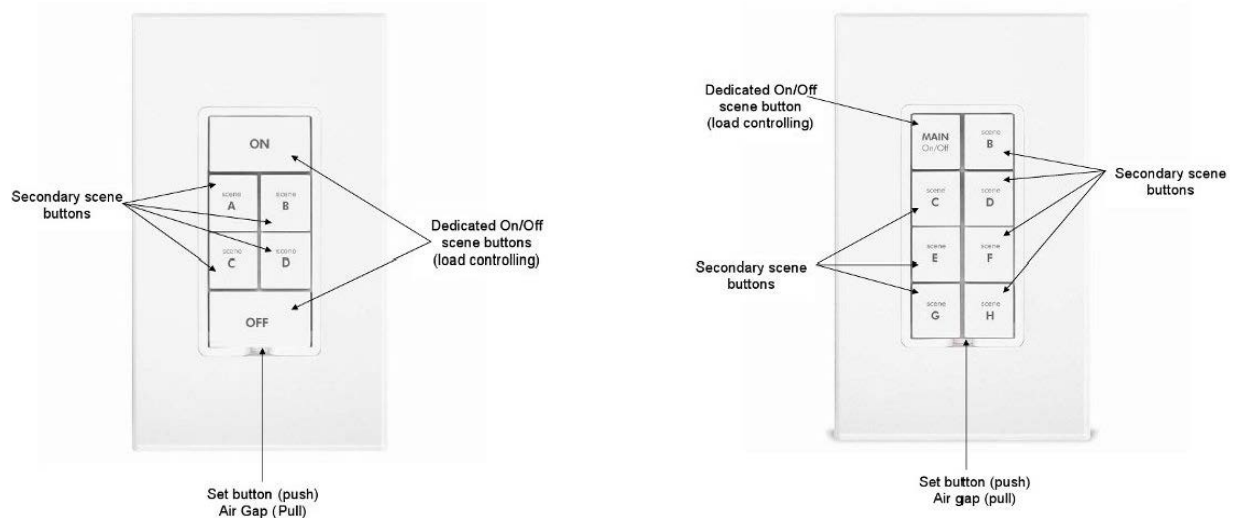 ON
scene
A
scene
B
Secondary scene
buttons
scene
C
scene
D
Dedicated On/Off
scene buttons
(load controlling)
OFF
Set button (push)
Air Gap (Pull)
Dedicated On/Off
scene button
(load controlling)
MAIN
On/Off
scene
B
scene
C
scene
D
Secondary scene
buttons
scene
E
scene
F
Secondary scene
buttons
scene
G
scene
H
Set button (push)
Air gap (pull)